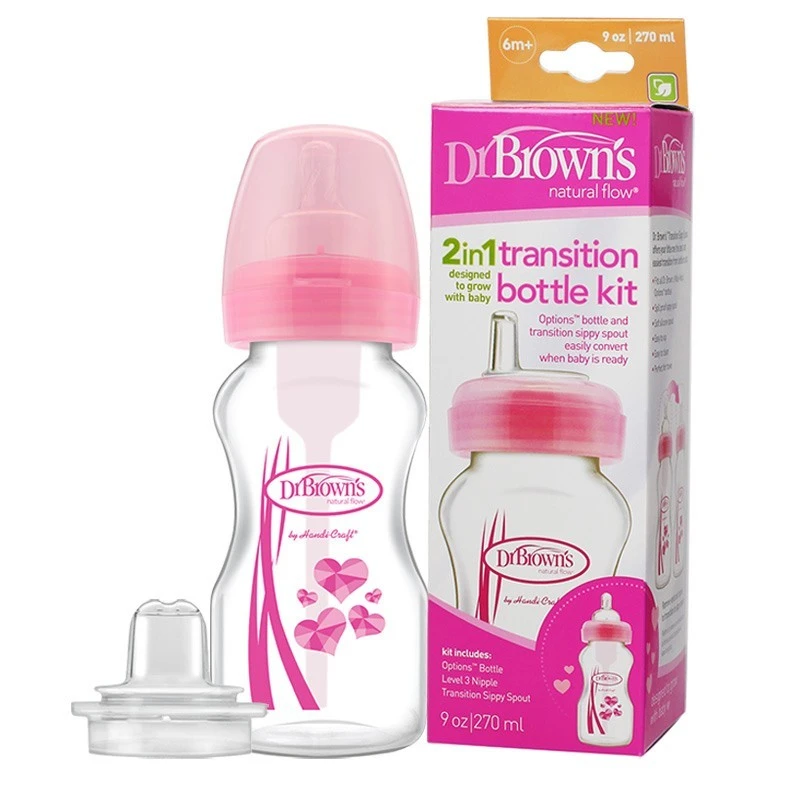 6m+
9 oz | 270 ml
NEW!
DrBrown's
natural flow®
2in1 transition
bottle kit
designed
to grow
with baby
Options™ bottle and
transition sippy spout
easily convert
when baby is ready
DrBrown's
natural flow®
by Handi-Craft®
DrBrown's
natural flow®
by Handi-Craft
kit includes:
Options™ Bottle
Level 3 Nipple
Transition Sippy Spout
9 oz|270 ml
DrBrown's
natural flow